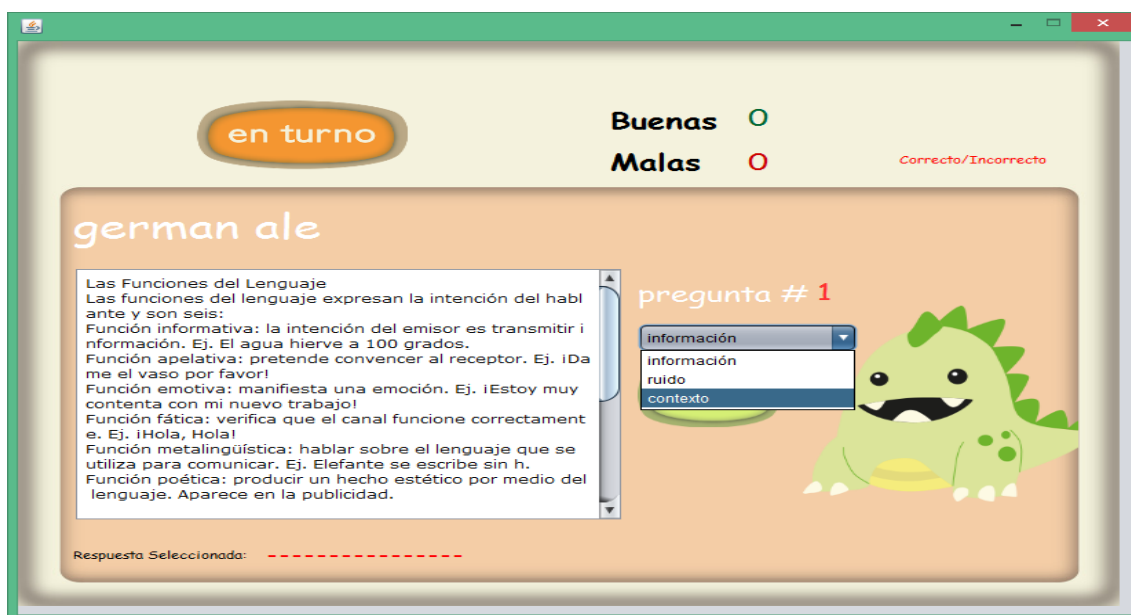 en turno
Buenas 0
Malas 0
Correcto/Incorrecto
german ale
Las Funciones del Lenguaje
Las funciones del lenguaje expresan la intención del habl
ante y son seis:
Función informativa: la intención del emisor es transmitir i
nformación. Ej. El agua hierve a 100 grados.
Función apelativa: pretende convencer al receptor. Ej. ¡Da
me el vaso por favor!
Función emotiva: manifiesta una emoción. Ej. ¡Estoy muy
contenta con mi nuevo trabajo!
Función fática: verifica que el canal funcione correctament
e. Ej. ¡Hola, Hola!
Función metalingüística: hablar sobre el lenguaje que se
utiliza para comunicar. Ej. Elefante se escribe sin h.
Función poética: producir un hecho estético por medio del
lenguaje. Aparece en la publicidad.
pregunta # 1
información
información
ruido
contexto
Respuesta Seleccionada: ----------------